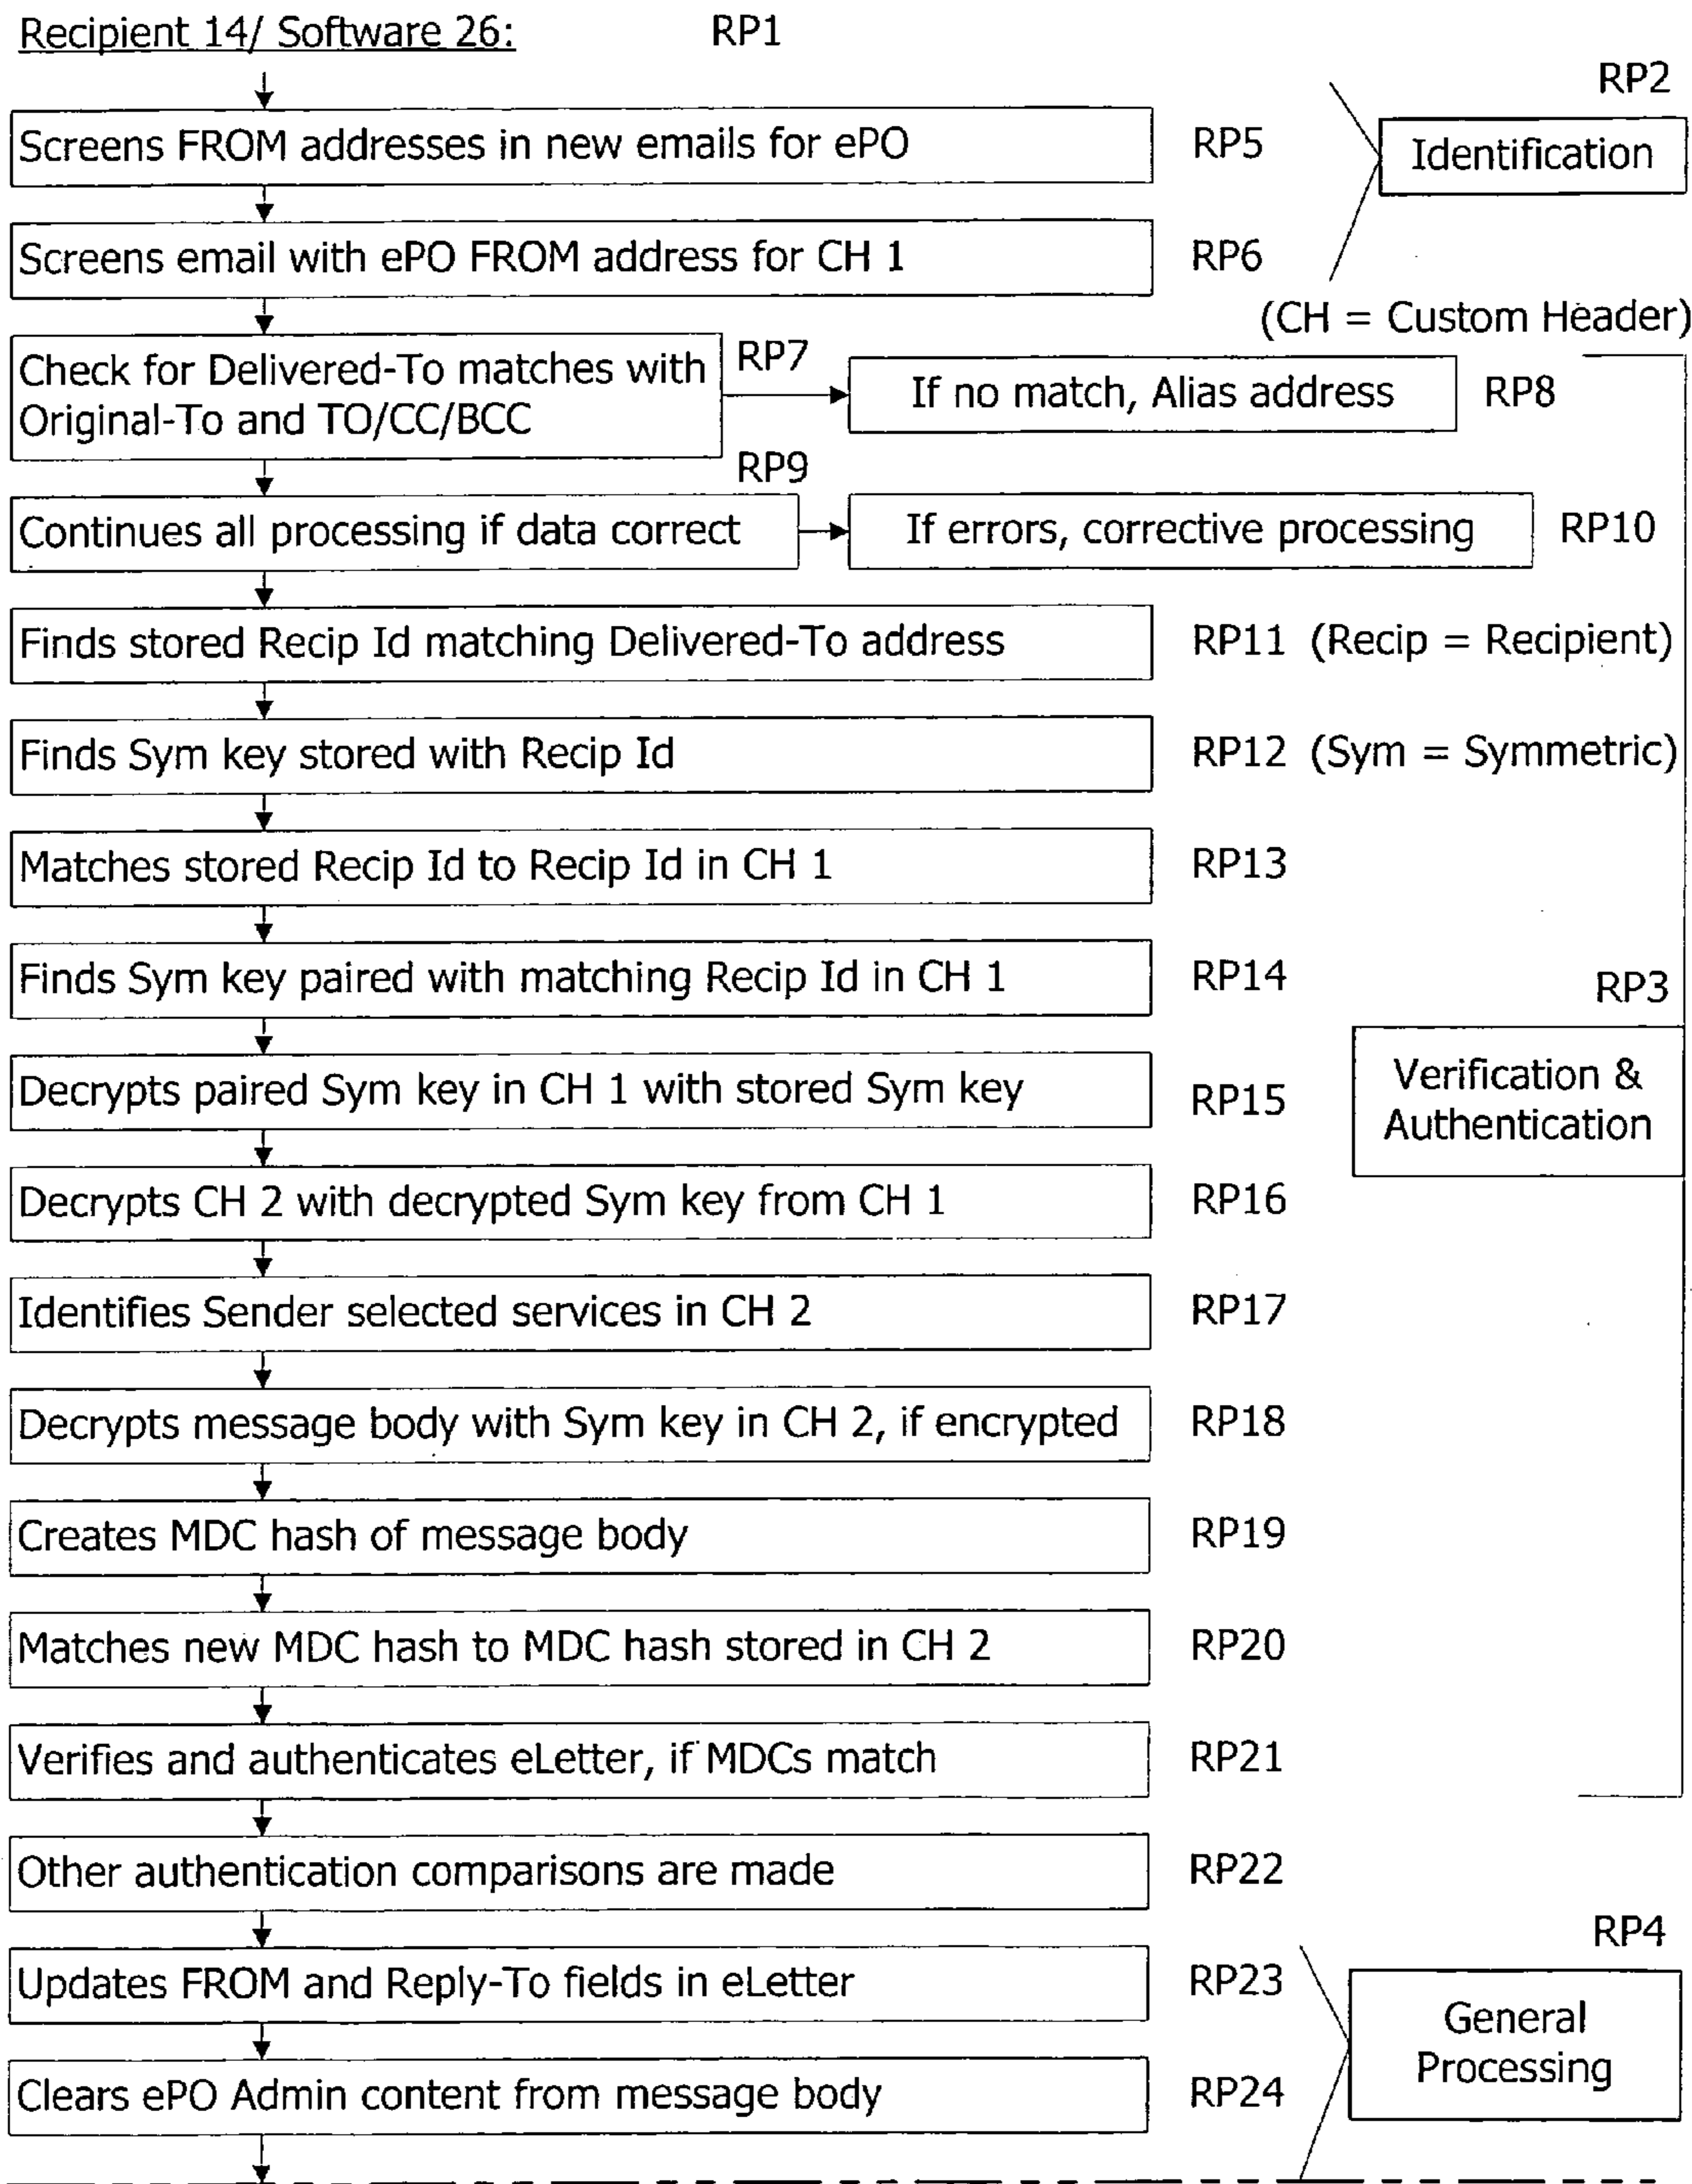 Recipient 14/ Software 26: RP1
RP2
Screens FROM addresses in new emails for ePO RP5
Identification
Screens email with ePO FROM address for CH 1 RP6
(CH = Custom Header)
Check for Delivered-To matches with
Original-To and TO/CC/BCC
RP7
If no match, Alias address RP8
RP9
Continues all processing if data correct
If errors, corrective processing RP10
Finds stored Recip Id matching Delivered-To address RP11 (Recip = Recipient)
Finds Sym key stored with Recip Id RP12 (Sym = Symmetric)
Matches stored Recip Id to Recip Id in CH 1 RP13
Finds Sym key paired with matching Recip Id in CH 1 RP14
RP3
Verification &
Authentication
Decrypts paired Sym key in CH 1 with stored Sym key RP15
Decrypts CH 2 with decrypted Sym key from CH 1 RP16
Identifies Sender selected services in CH 2 RP17
Decrypts message body with Sym key in CH 2, if encrypted RP18
Creates MDC hash of message body RP19
Matches new MDC hash to MDC hash stored in CH 2 RP20
Verifies and authenticates eLetter, if MDCs match RP21
Other authentication comparisons are made RP22
RP4
Updates FROM and Reply-To fields in eLetter RP23
General
Processing
Clears ePO Admin content from message body RP24